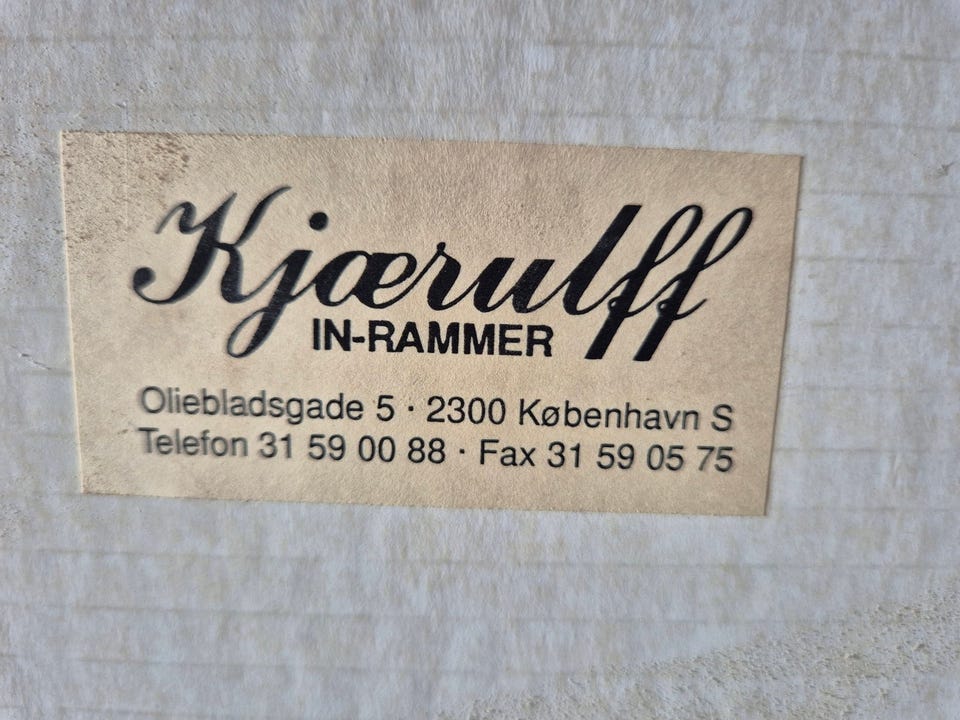 Kjærulff
IN-RAMMER
Oliebladsgade 5 · 2300 København S
Telefon 31 59 00 88 · Fax 31 59 05 75